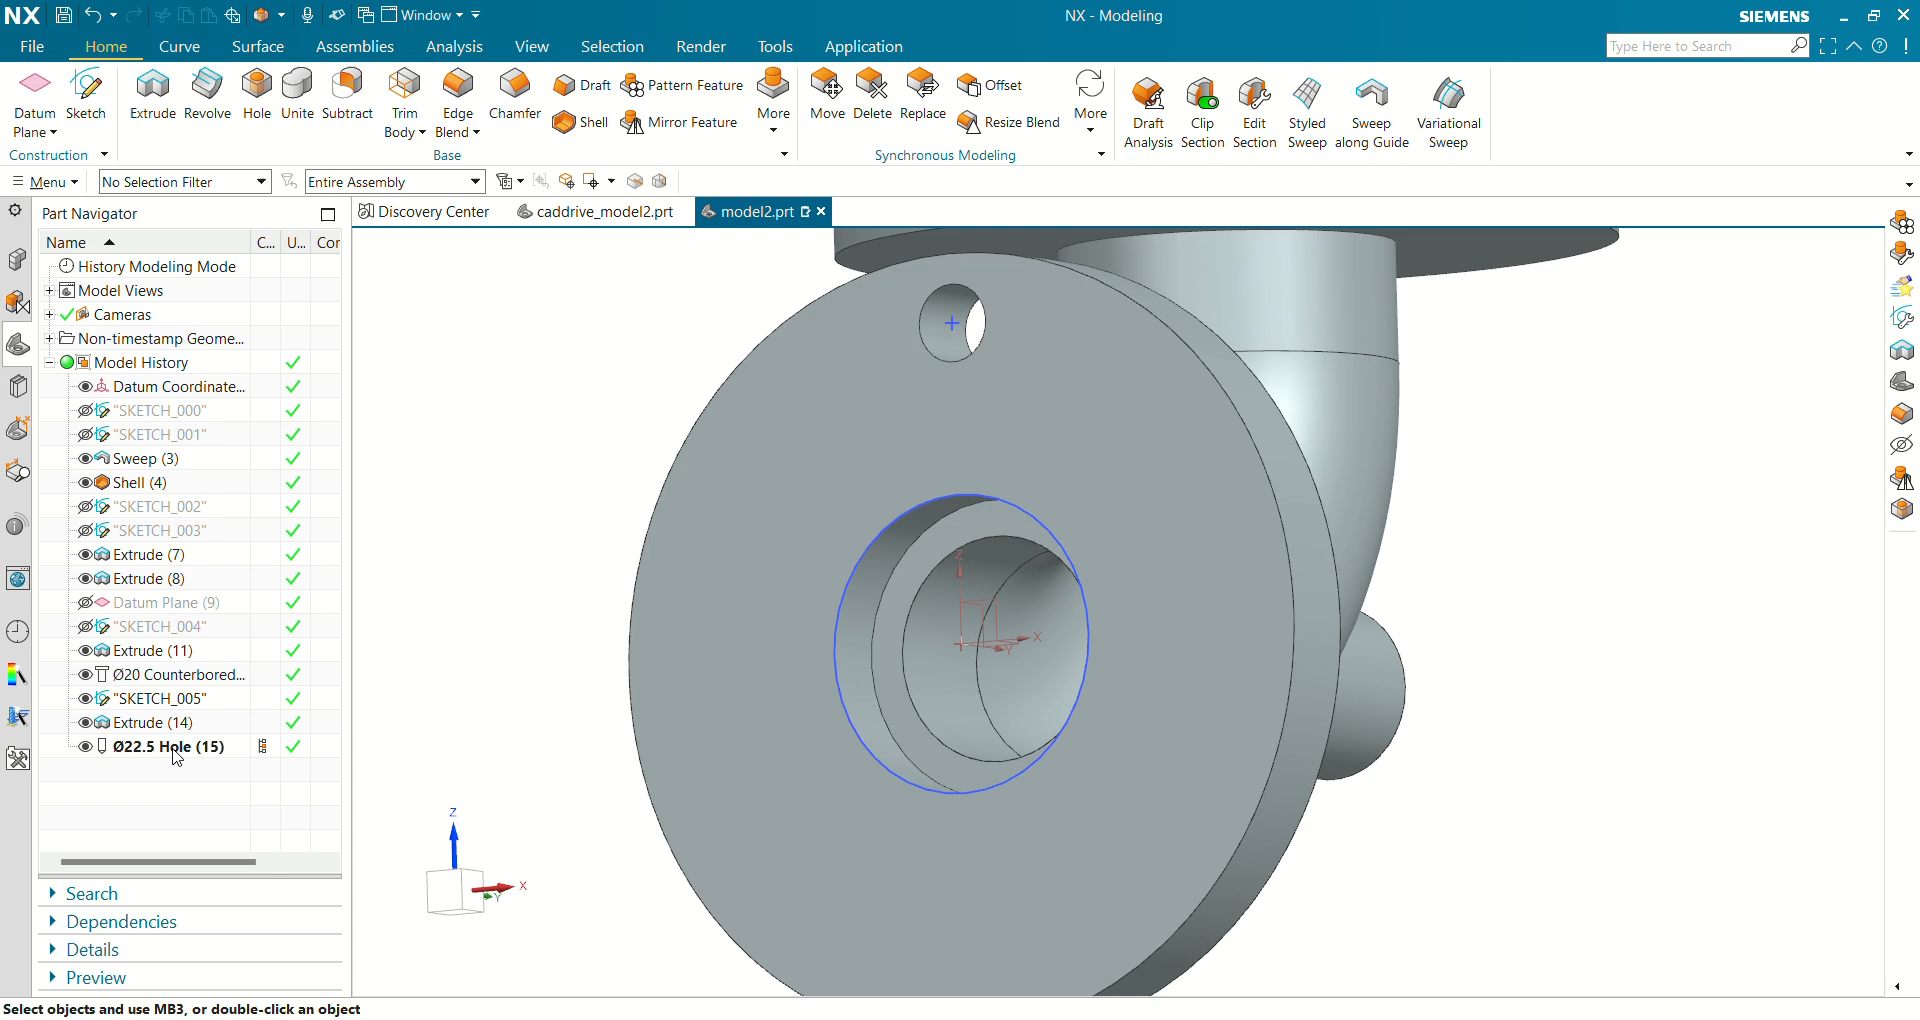 NX Window NX - Modeling SIEMENS
File Home Curve Surface Assemblies Analysis View Selection Render Tools Application Type Here to Search
Datum Plane Sketch Extrude Revolve Hole Unite Subtract Trim Body Edge Blend Chamfer Draft Pattern Feature More Move Delete Replace Offset More Draft Analysis Clip Section Edit Section Styled Sweep Sweep along Guide Variational Sweep
Shell Mirror Feature Resize Blend
Construction Base Synchronous Modeling
Menu No Selection Filter Entire Assembly
Part Navigator Discovery Center caddrive_model2.prt model2.prt
Name C... U... Cor
History Modeling Mode
Model Views
Cameras
Non-timestamp Geome...
Model History
Datum Coordinate...
"SKETCH_000"
"SKETCH_001"
Sweep (3)
Shell (4)
"SKETCH_002"
"SKETCH_003"
Extrude (7)
Extrude (8)
Datum Plane (9)
"SKETCH_004"
Extrude (11)
Ø20 Counterbored...
"SKETCH_005"
Extrude (14)
Ø22.5 Hole (15)
Z
X
Y
Z
X
Y
Search
Dependencies
Details
Preview
Select objects and use MB3, or double-click an object